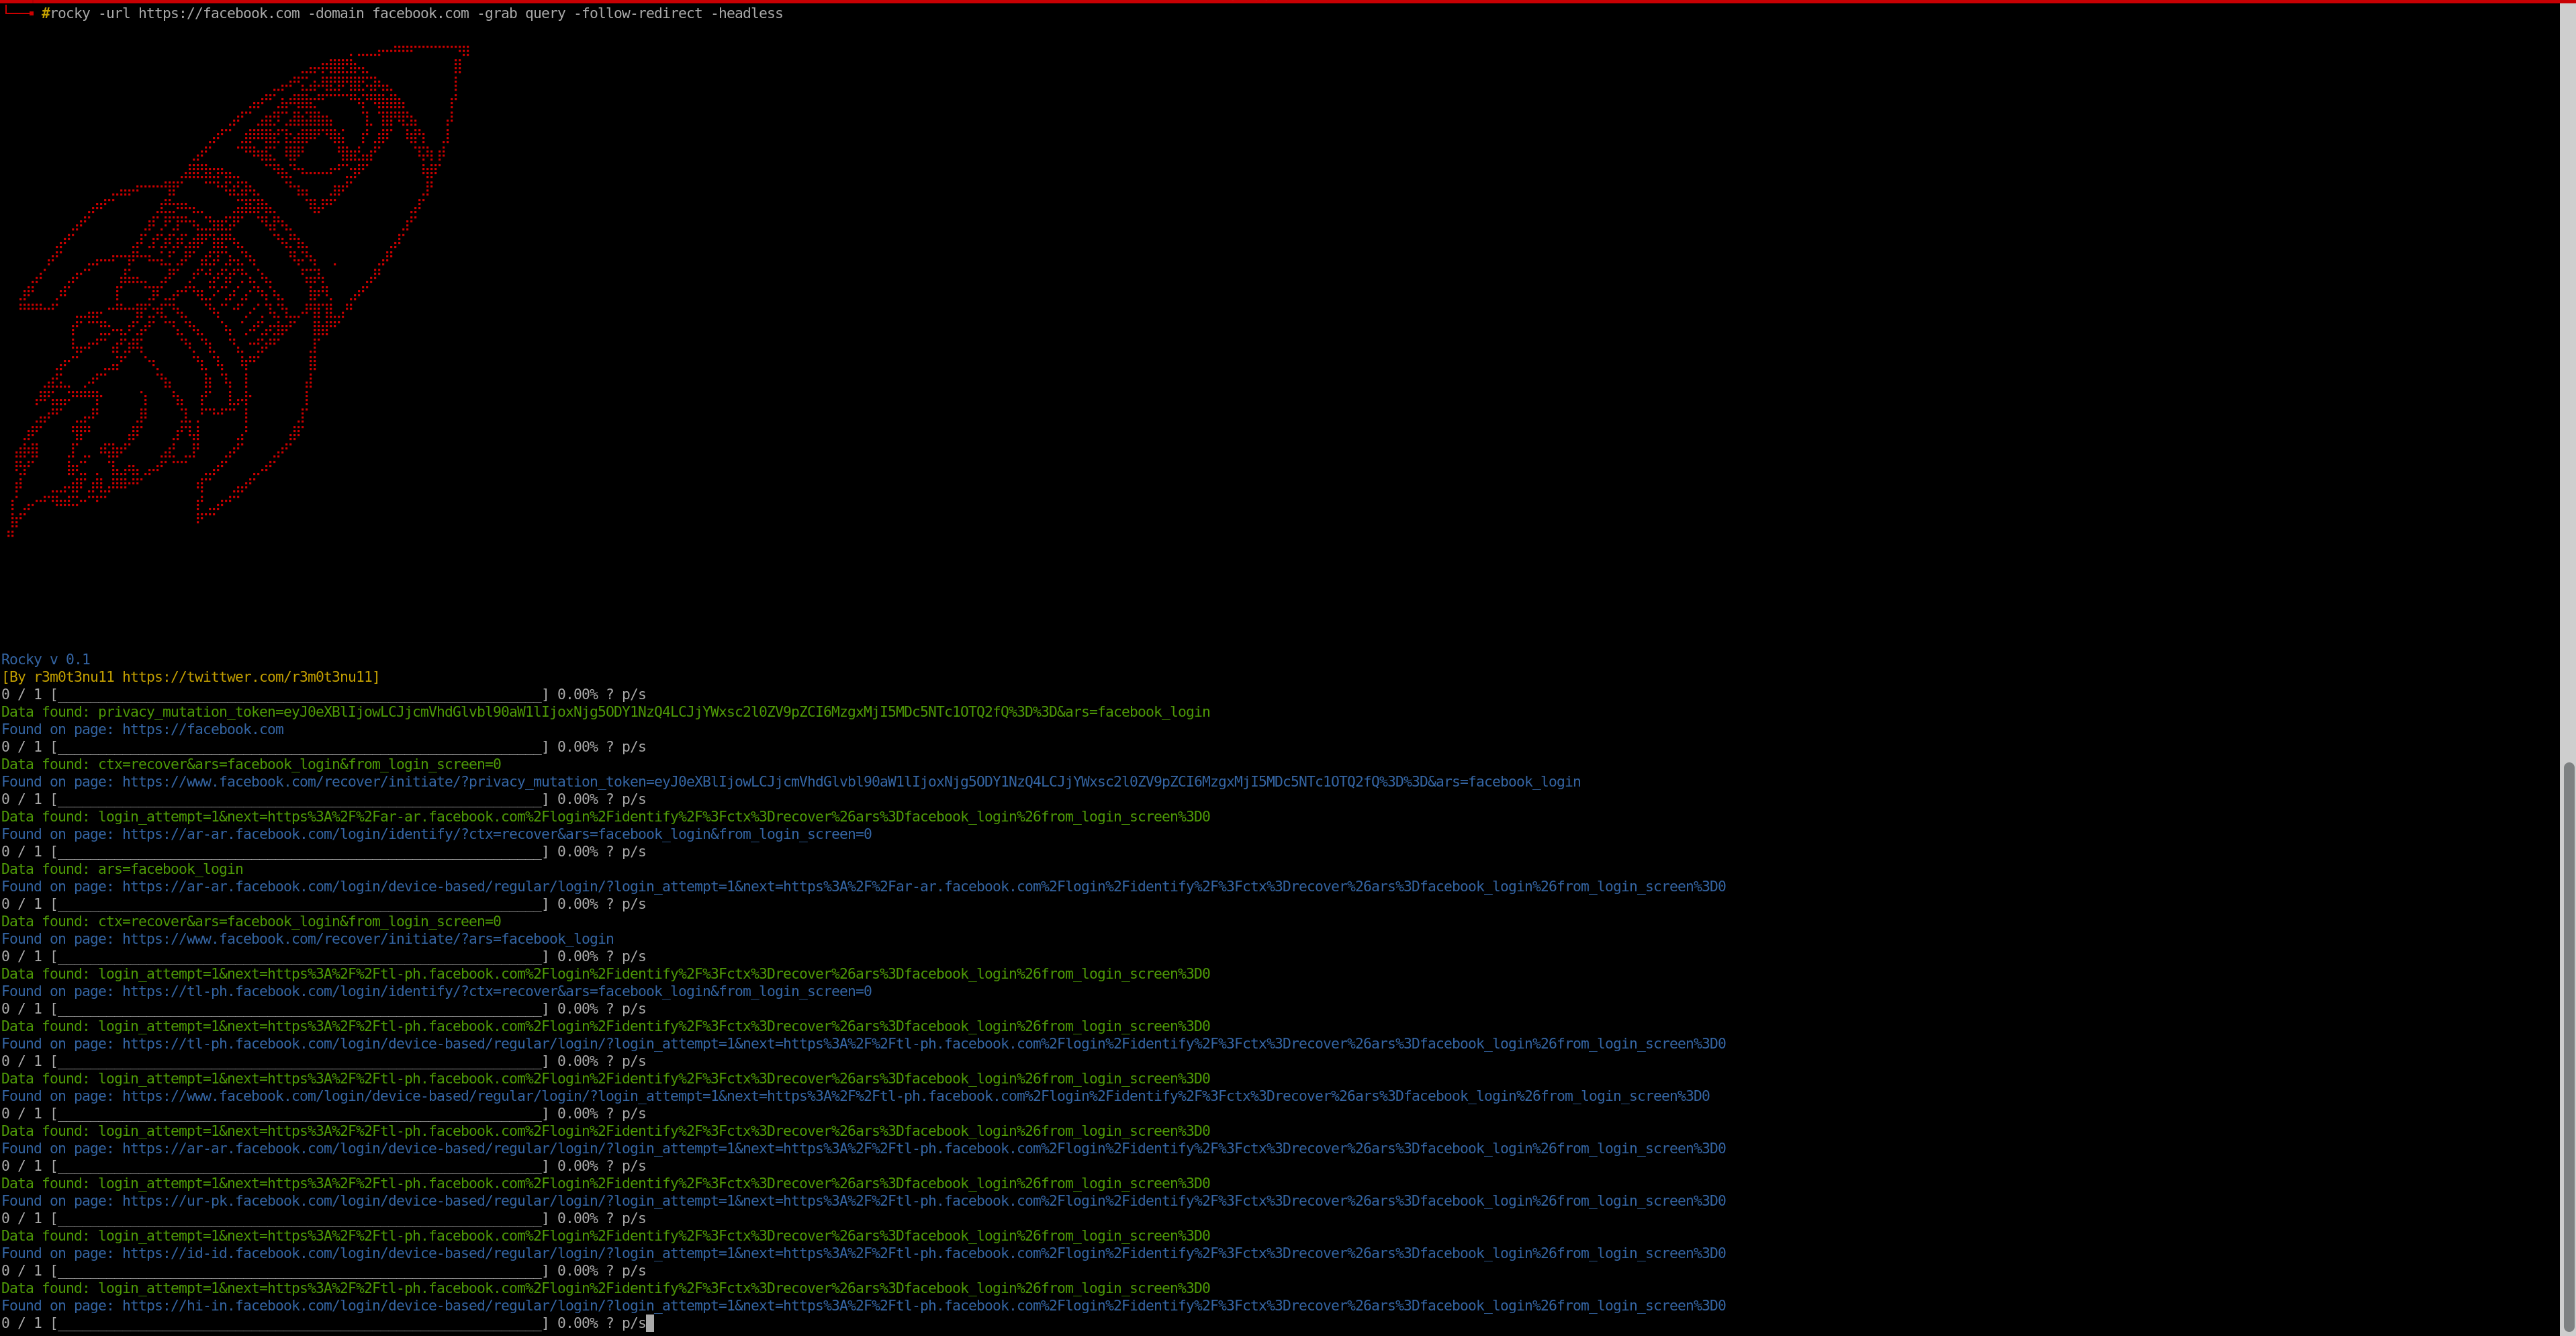 #rocky -url https://facebook.com -domain facebook.com -grab query -follow-redirect -headless
Rocky v 0.1
[By r3m0t3nu11 https://twittwer.com/r3m0t3nu11]
0 / 1 [____________________________________________________________] 0.00% ? p/s
Data found: privacy_mutation_token=eyJ0eXBlIjowLCJjcmVhdGlvbl90aW1lIjoxNjg5ODY1NzQ4LCJjYWxsc2l0ZV9pZCI6MzgxMjI5MDc5NTc1OTQ2fQ%3D%3D&ars=facebook_login
Found on page: https://facebook.com
0 / 1 [____________________________________________________________] 0.00% ? p/s
Data found: ctx=recover&ars=facebook_login&from_login_screen=0
Found on page: https://www.facebook.com/recover/initiate/?privacy_mutation_token=eyJ0eXBlIjowLCJjcmVhdGlvbl90aW1lIjoxNjg5ODY1NzQ4LCJjYWxsc2l0ZV9pZCI6MzgxMjI5MDc5NTc1OTQ2fQ%3D%3D&ars=facebook_login
0 / 1 [____________________________________________________________] 0.00% ? p/s
Data found: login_attempt=1&next=https%3A%2F%2Far-ar.facebook.com%2Flogin%2Fidentify%2F%3Fctx%3Drecover%26ars%3Dfacebook_login%26from_login_screen%3D0
Found on page: https://ar-ar.facebook.com/login/identify/?ctx=recover&ars=facebook_login&from_login_screen=0
0 / 1 [____________________________________________________________] 0.00% ? p/s
Data found: ars=facebook_login
Found on page: https://ar-ar.facebook.com/login/device-based/regular/login/?login_attempt=1&next=https%3A%2F%2Far-ar.facebook.com%2Flogin%2Fidentify%2F%3Fctx%3Drecover%26ars%3Dfacebook_login%26from_login_screen%3D0
0 / 1 [____________________________________________________________] 0.00% ? p/s
Data found: ctx=recover&ars=facebook_login&from_login_screen=0
Found on page: https://www.facebook.com/recover/initiate/?ars=facebook_login
0 / 1 [____________________________________________________________] 0.00% ? p/s
Data found: login_attempt=1&next=https%3A%2F%2Ftl-ph.facebook.com%2Flogin%2Fidentify%2F%3Fctx%3Drecover%26ars%3Dfacebook_login%26from_login_screen%3D0
Found on page: https://tl-ph.facebook.com/login/identify/?ctx=recover&ars=facebook_login&from_login_screen=0
0 / 1 [____________________________________________________________] 0.00% ? p/s
Data found: login_attempt=1&next=https%3A%2F%2Ftl-ph.facebook.com%2Flogin%2Fidentify%2F%3Fctx%3Drecover%26ars%3Dfacebook_login%26from_login_screen%3D0
Found on page: https://tl-ph.facebook.com/login/device-based/regular/login/?login_attempt=1&next=https%3A%2F%2Ftl-ph.facebook.com%2Flogin%2Fidentify%2F%3Fctx%3Drecover%26ars%3Dfacebook_login%26from_login_screen%3D0
0 / 1 [____________________________________________________________] 0.00% ? p/s
Data found: login_attempt=1&next=https%3A%2F%2Ftl-ph.facebook.com%2Flogin%2Fidentify%2F%3Fctx%3Drecover%26ars%3Dfacebook_login%26from_login_screen%3D0
Found on page: https://www.facebook.com/login/device-based/regular/login/?login_attempt=1&next=https%3A%2F%2Ftl-ph.facebook.com%2Flogin%2Fidentify%2F%3Fctx%3Drecover%26ars%3Dfacebook_login%26from_login_screen%3D0
0 / 1 [____________________________________________________________] 0.00% ? p/s
Data found: login_attempt=1&next=https%3A%2F%2Ftl-ph.facebook.com%2Flogin%2Fidentify%2F%3Fctx%3Drecover%26ars%3Dfacebook_login%26from_login_screen%3D0
Found on page: https://ar-ar.facebook.com/login/device-based/regular/login/?login_attempt=1&next=https%3A%2F%2Ftl-ph.facebook.com%2Flogin%2Fidentify%2F%3Fctx%3Drecover%26ars%3Dfacebook_login%26from_login_screen%3D0
0 / 1 [____________________________________________________________] 0.00% ? p/s
Data found: login_attempt=1&next=https%3A%2F%2Ftl-ph.facebook.com%2Flogin%2Fidentify%2F%3Fctx%3Drecover%26ars%3Dfacebook_login%26from_login_screen%3D0
Found on page: https://ur-pk.facebook.com/login/device-based/regular/login/?login_attempt=1&next=https%3A%2F%2Ftl-ph.facebook.com%2Flogin%2Fidentify%2F%3Fctx%3Drecover%26ars%3Dfacebook_login%26from_login_screen%3D0
0 / 1 [____________________________________________________________] 0.00% ? p/s
Data found: login_attempt=1&next=https%3A%2F%2Ftl-ph.facebook.com%2Flogin%2Fidentify%2F%3Fctx%3Drecover%26ars%3Dfacebook_login%26from_login_screen%3D0
Found on page: https://id-id.facebook.com/login/device-based/regular/login/?login_attempt=1&next=https%3A%2F%2Ftl-ph.facebook.com%2Flogin%2Fidentify%2F%3Fctx%3Drecover%26ars%3Dfacebook_login%26from_login_screen%3D0
0 / 1 [____________________________________________________________] 0.00% ? p/s
Data found: login_attempt=1&next=https%3A%2F%2Ftl-ph.facebook.com%2Flogin%2Fidentify%2F%3Fctx%3Drecover%26ars%3Dfacebook_login%26from_login_screen%3D0
Found on page: https://hi-in.facebook.com/login/device-based/regular/login/?login_attempt=1&next=https%3A%2F%2Ftl-ph.facebook.com%2Flogin%2Fidentify%2F%3Fctx%3Drecover%26ars%3Dfacebook_login%26from_login_screen%3D0
0 / 1 [____________________________________________________________] 0.00% ? p/s